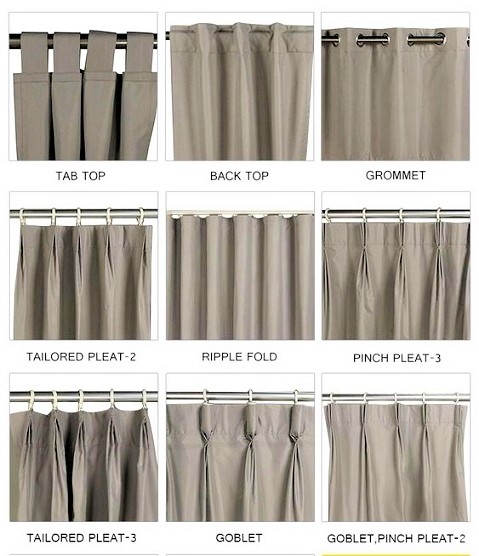 TAB TOP
BACK TOP
GROMMET
TAILORED PLEAT-2
RIPPLE FOLD
PINCH PLEAT-3
TAILORED PLEAT-3
GOBLET
GOBLET,PINCH PLEAT-2